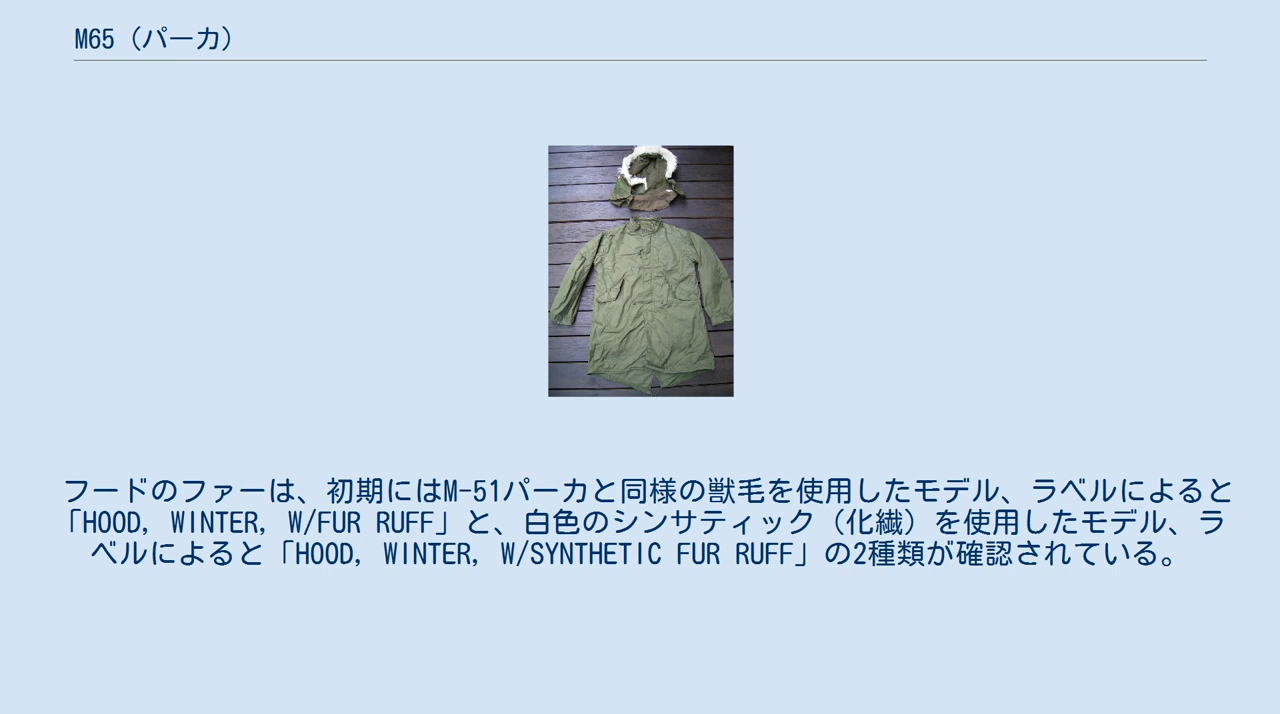 M65（パーカ）
フードのファーは、初期にはM-51パーカと同様の獣毛を使用したモデル、ラベルによると
「HOOD, WINTER, W/FUR RUFF」と、白色のシンサティック（化繊）を使用したモデル、ラ
ベルによると「HOOD, WINTER, W/SYNTHETIC FUR RUFF」の2種類が確認されている。